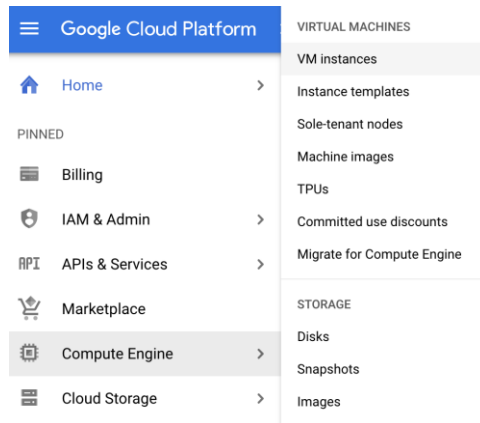 Google Cloud Platform
Home
PINNED
Billing
IAM & Admin
API APIs & Services
Marketplace
Compute Engine
Cloud Storage
VIRTUAL MACHINES
VM instances
Instance templates
Sole-tenant nodes
Machine images
TPUs
Committed use discounts
Migrate for Compute Engine
STORAGE
Disks
Snapshots
Images